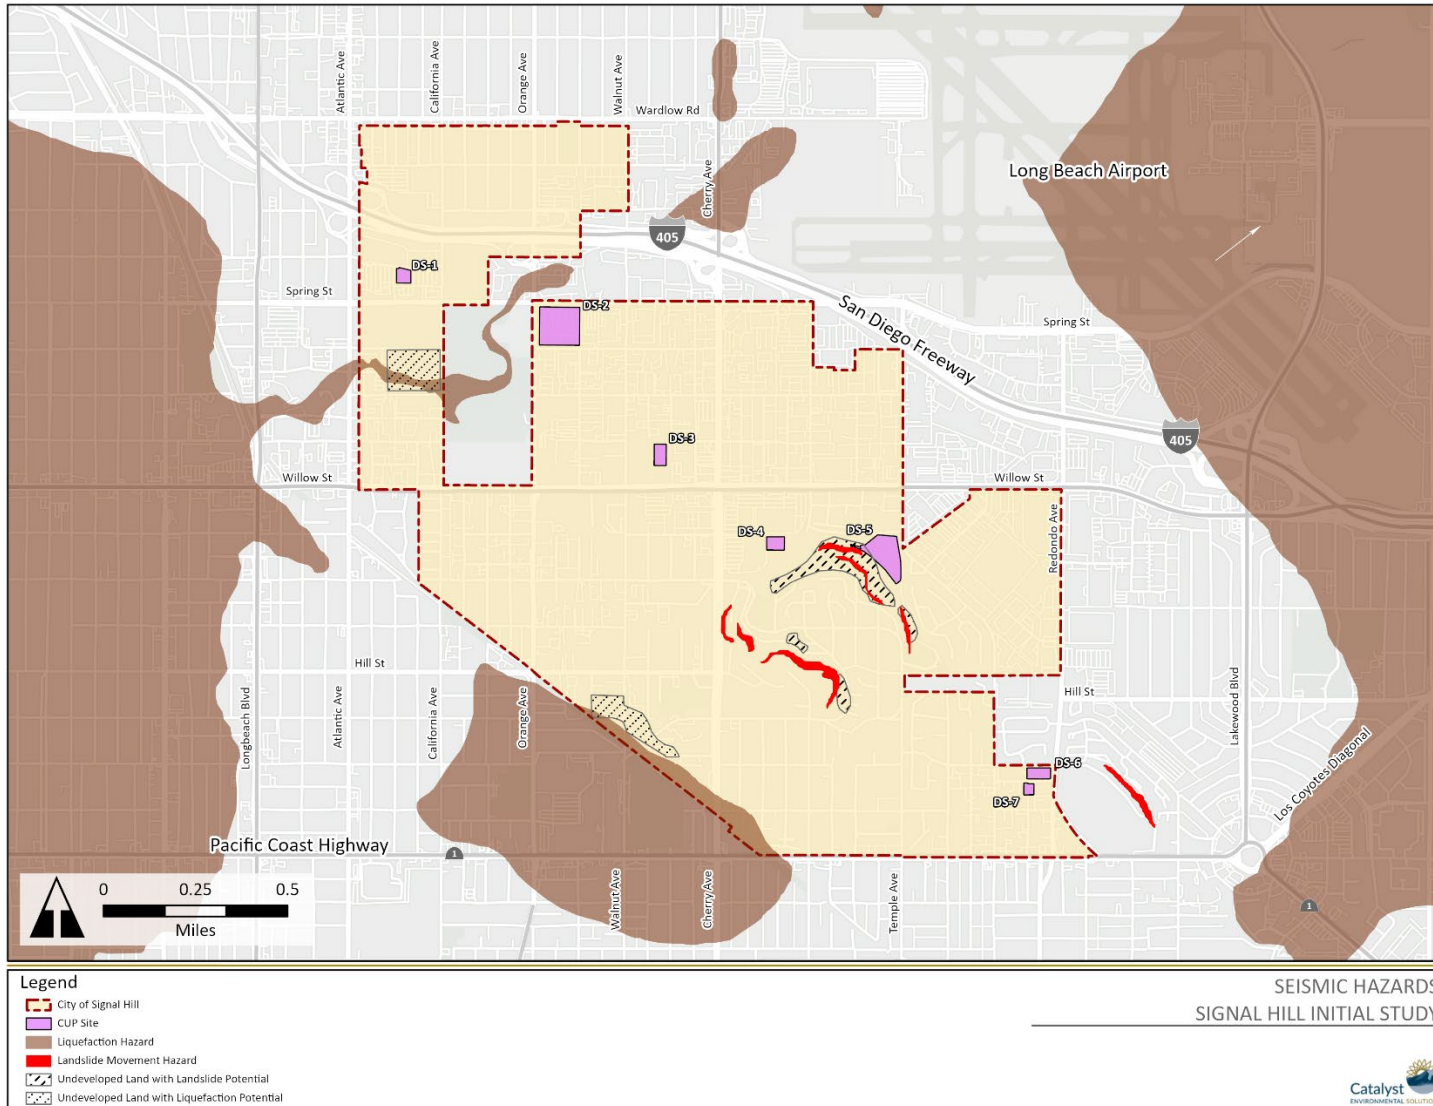 Atlantic Ave
California Ave
Orange Ave
Walnut Ave
Wardlow Rd
Cherry Ave
Long Beach Airport
405
DS-1
Spring St
DS-2
San Diego Freeway
Spring St
405
DS-3
Willow St
Willow St
DS-4
DS-5
Redondo Ave
Hill St
Hill St
Longbeach Blvd
Atlantic Ave
California Ave
Orange Ave
Lakewood Blvd
DS-6
DS-7
Los Coyotes Diagonal
Pacific Coast Highway
1
Walnut Ave
Cherry Ave
Temple Ave
1
0 0.25 0.5
Miles
Legend
City of Signal Hill
CUP Site
Liquefaction Hazard
Landslide Movement Hazard
Undeveloped Land with Landslide Potential
Undeveloped Land with Liquefaction Potential
SEISMIC HAZARDS
SIGNAL HILL INITIAL STUDY
Catalyst
ENVIRONMENTAL SOLUTION